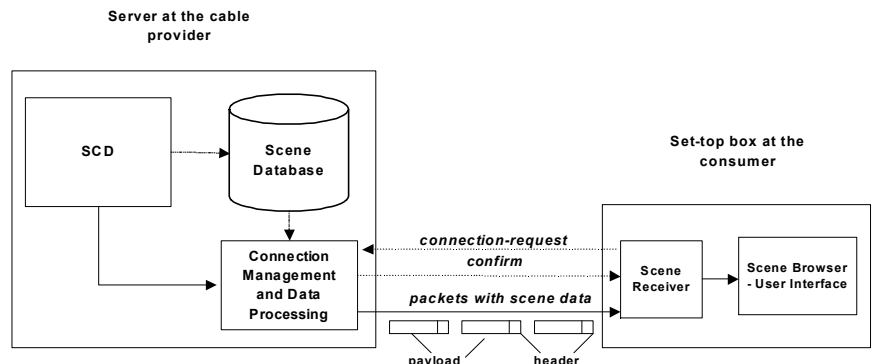 Server at the cable
provider
SCD
Scene
Database
Set-top box at the
consumer
Connection
Management
and Data
Processing
connection-request
confirm
packets with scene data
Scene
Receiver
Scene Browser
- User Interface
payload
header